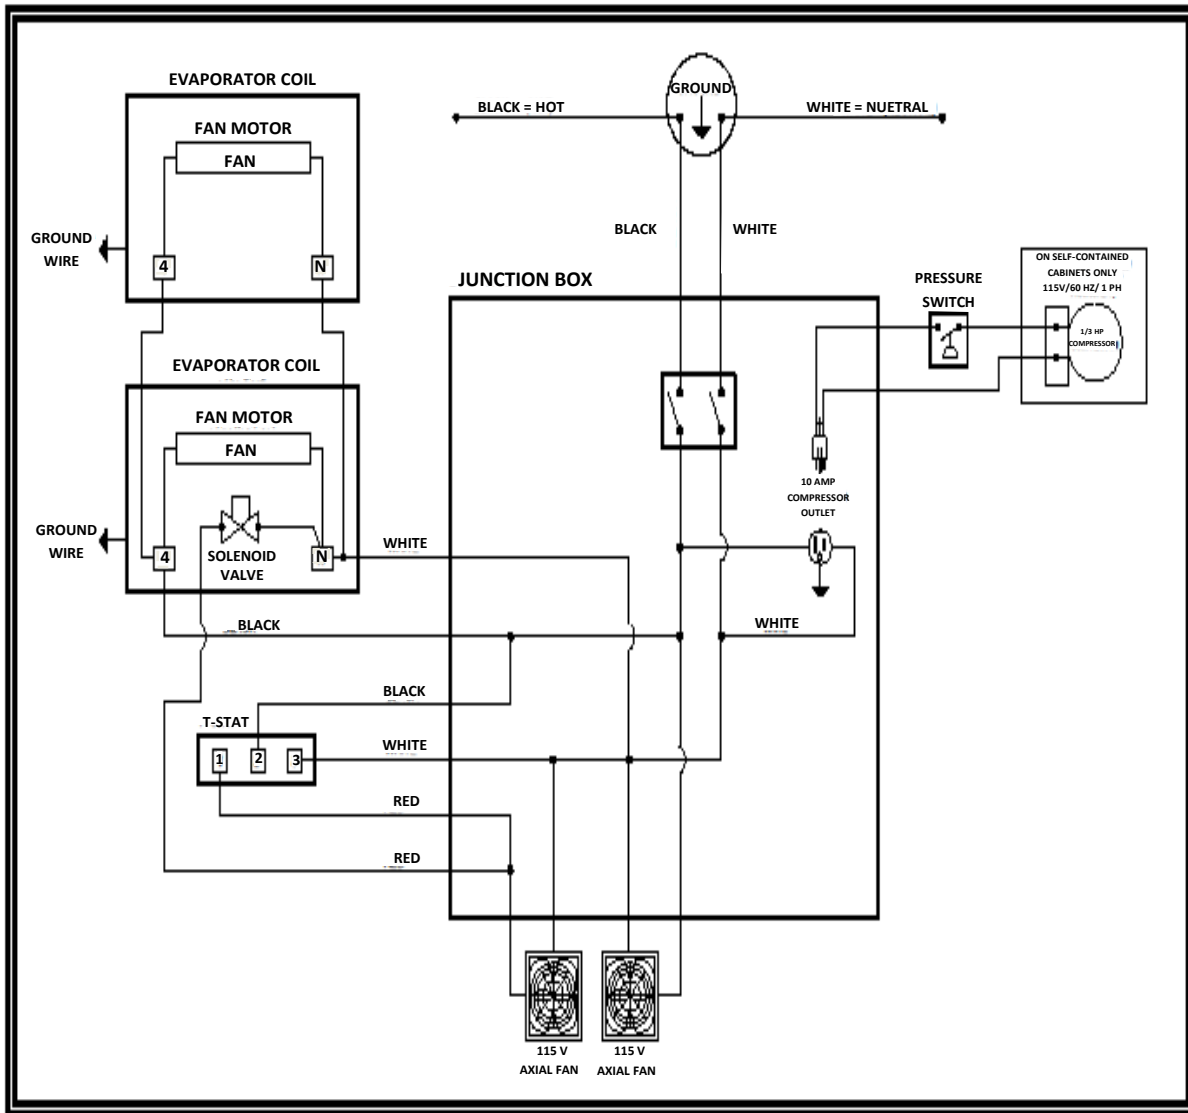 EVAPORATOR COIL
FAN MOTOR
FAN
GROUND
WIRE
4
N
GROUND
BLACK = HOT
WHITE = NUETRAL
BLACK
WHITE
JUNCTION BOX
PRESSURE
SWITCH
ON SELF-CONTAINED
CABINETS ONLY
115V/60 HZ/ 1 PH
1/3 HP
COMPRESSOR
EVAPORATOR COIL
FAN MOTOR
FAN
GROUND
WIRE
4
SOLENOID
VALVE
N
WHITE
10 AMP
COMPRESSOR
OUTLET
BLACK
WHITE
BLACK
T-STAT
1
2
3
WHITE
RED
RED
115 V
AXIAL FAN
115 V
AXIAL FAN